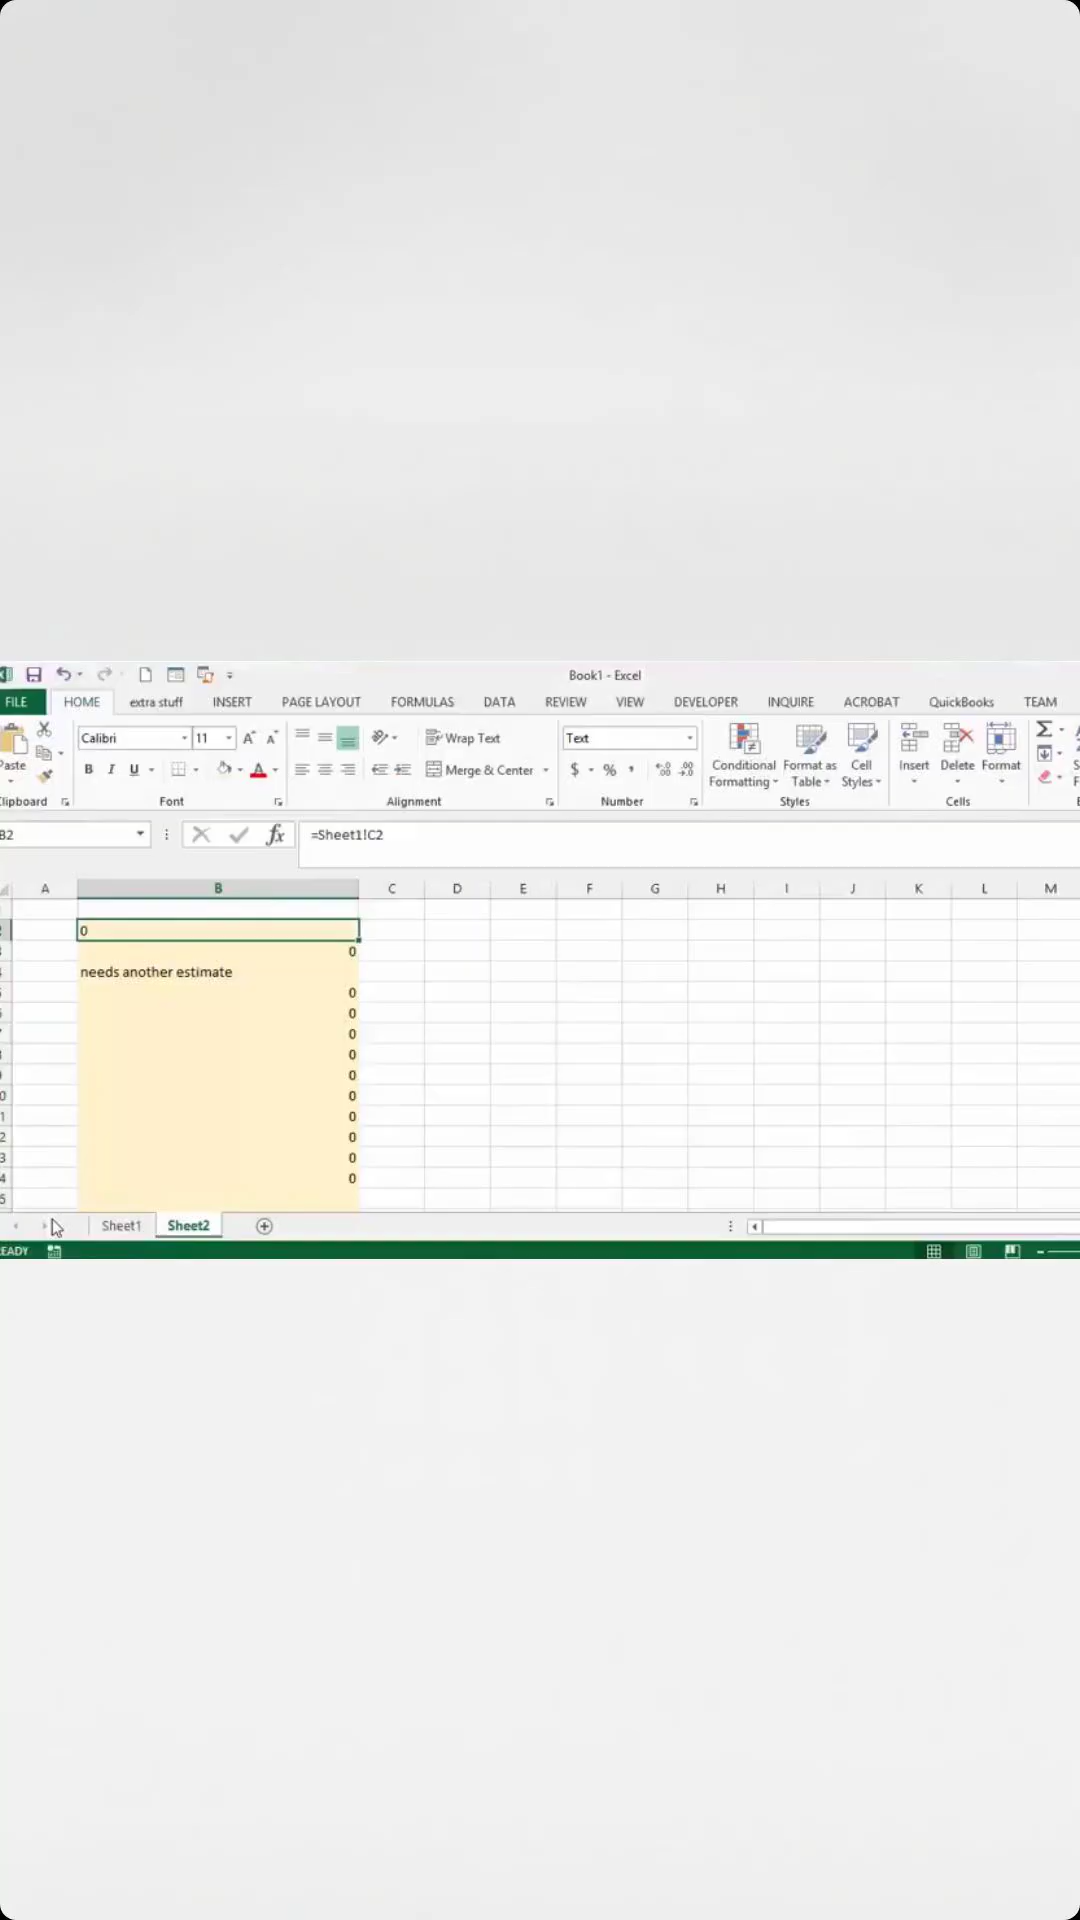 Book1 - Excel
FILE HOME extra stuff INSERT PAGE LAYOUT FORMULAS DATA REVIEW VIEW DEVELOPER INQUIRE ACROBAT QuickBooks TEAM
Calibri 11 Wrap Text Text
B I U Merge & Center $ % , Conditional Formatting Format as Table Cell Styles Insert Delete Format
Font Alignment Number Styles Cells
B2 fx =Sheet1!C2
A B C D E F G H I J K L M
0
0
needs another estimate
0
0
0
0
0
0
0
0
0
0
Sheet1 Sheet2